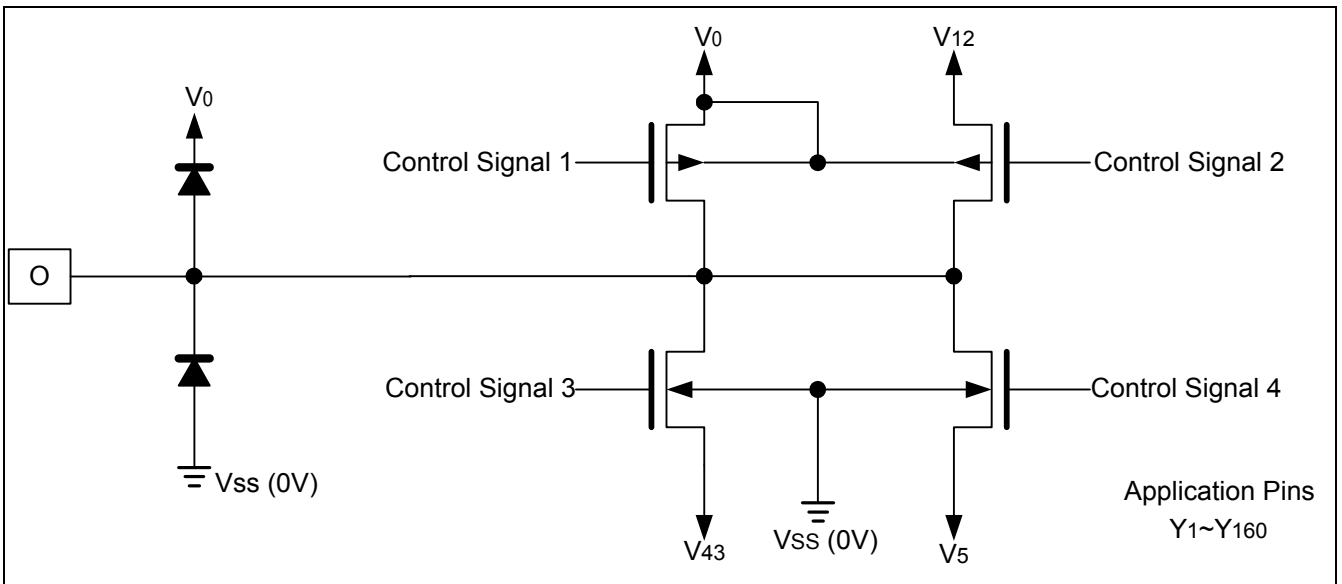 V0
V12
V0
Control Signal 1
Control Signal 2
O
Control Signal 3
Control Signal 4
Vss (0V)
Application Pins
Y1~Y160
V43
VSS (0V)
V5